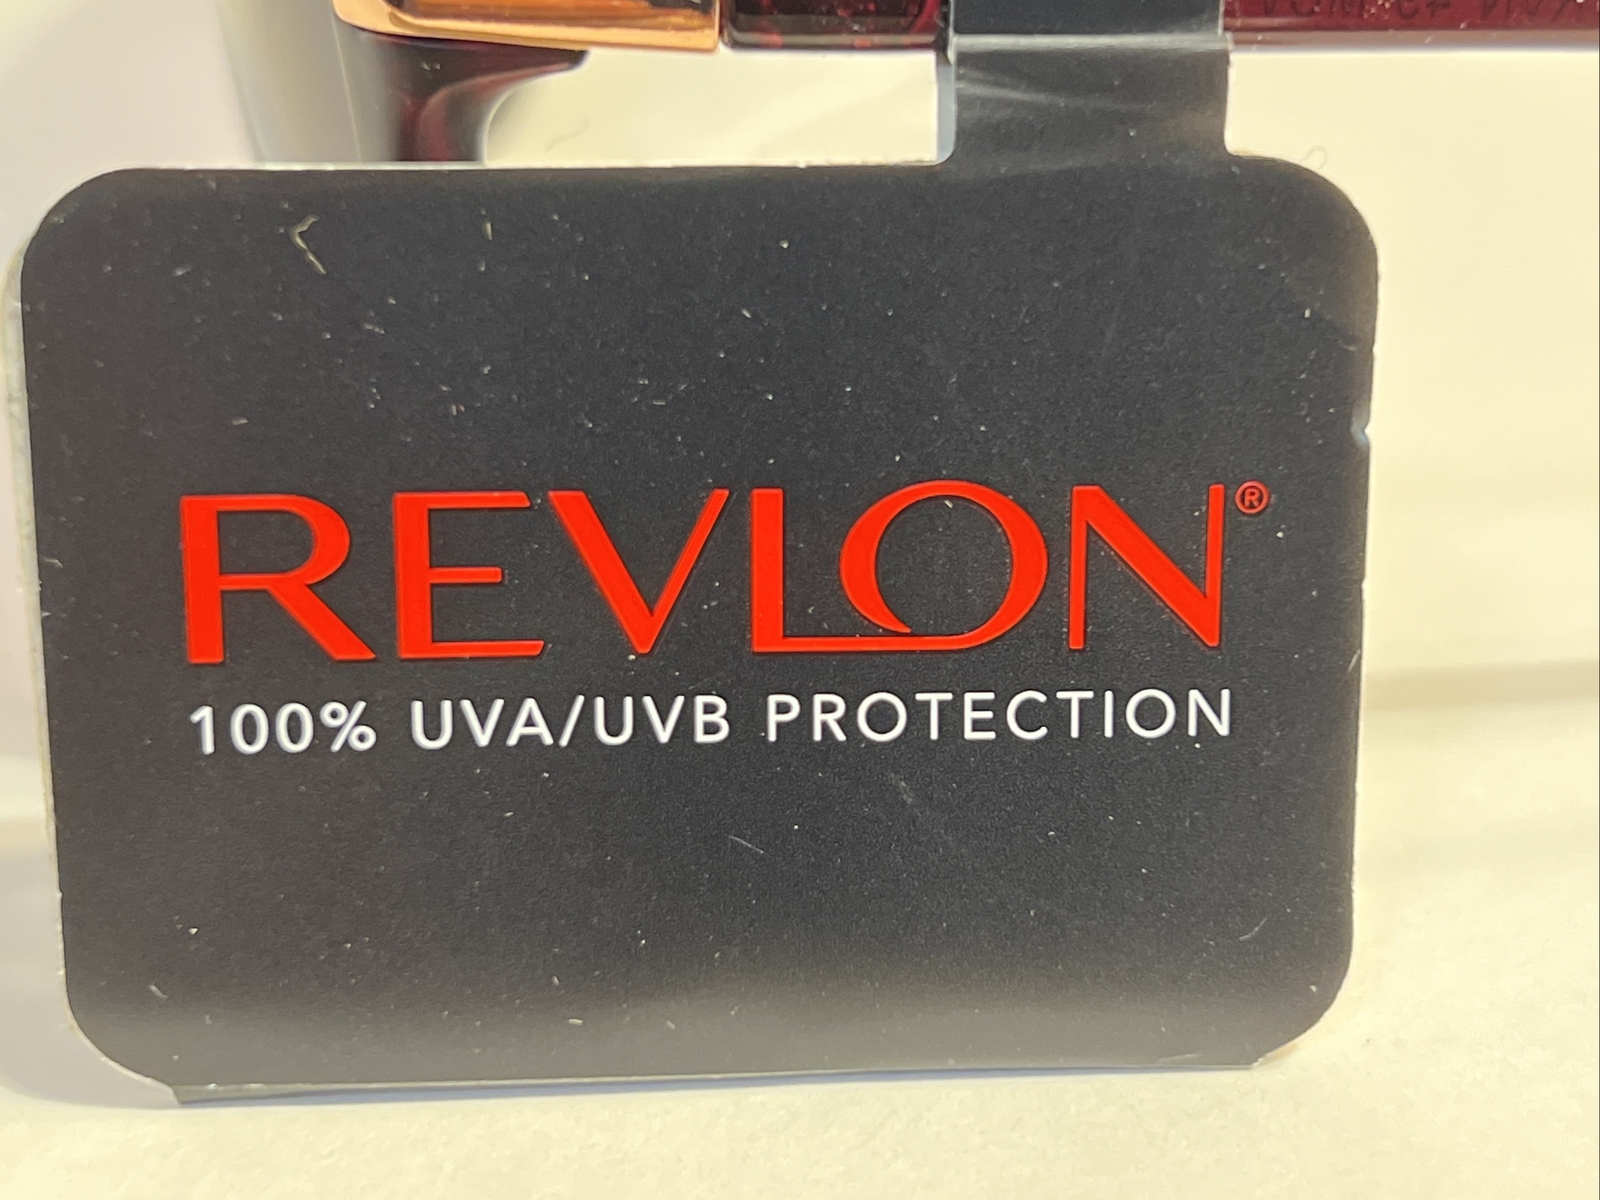 REVLON®
100% UVA/UVB PROTECTION